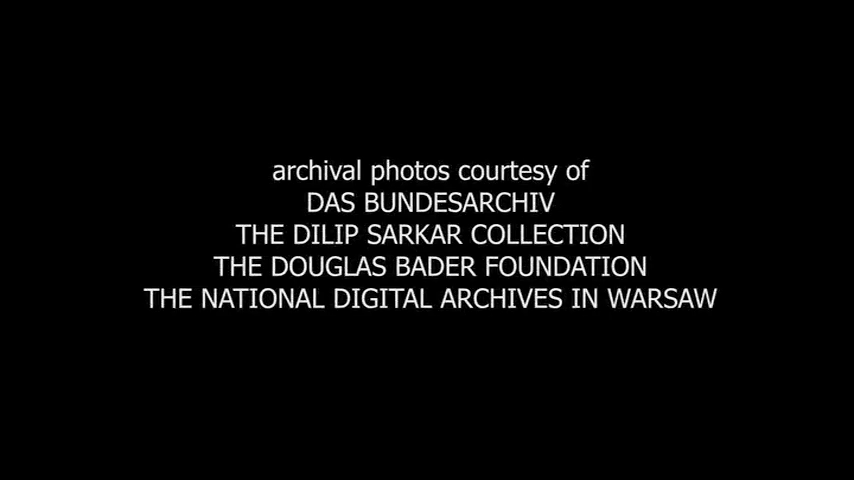 archival photos courtesy of
DAS BUNDESARCHIV
THE DILIP SARKAR COLLECTION
THE DOUGLAS BADER FOUNDATION
THE NATIONAL DIGITAL ARCHIVES IN WARSAW